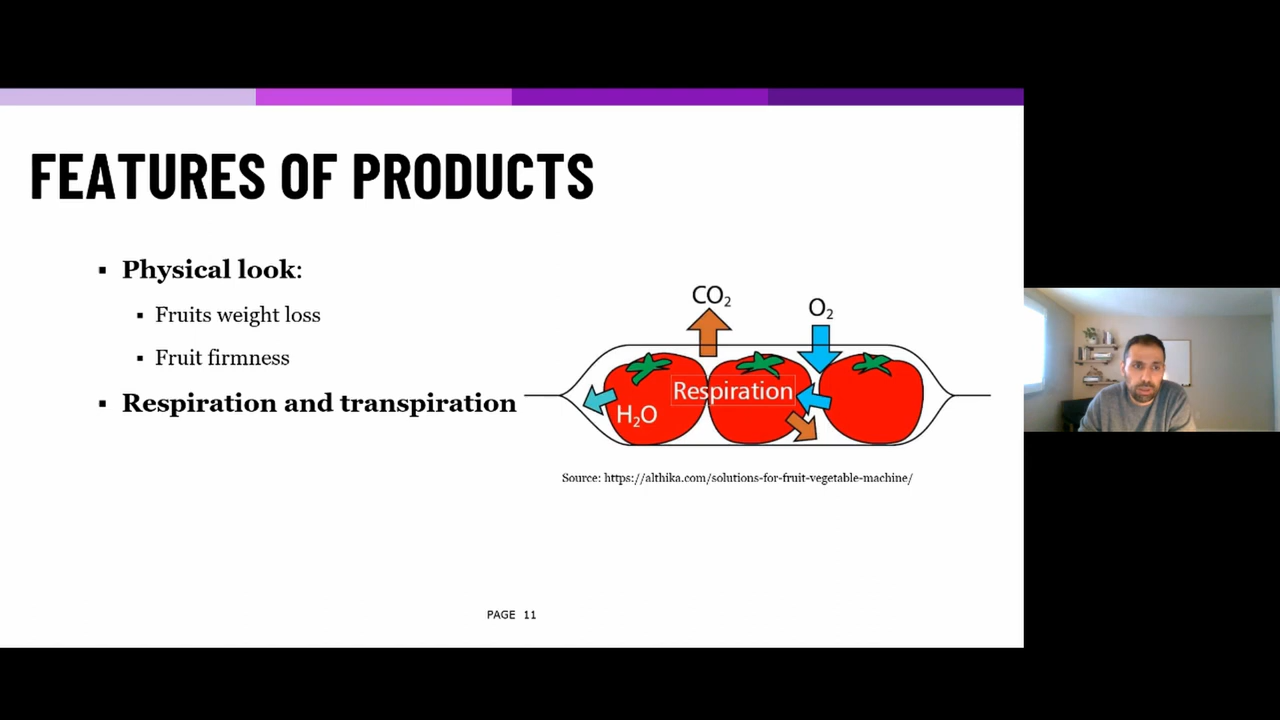 FEATURES OF PRODUCTS
▪ Physical look:
▪ Fruits weight loss
▪ Fruit firmness
▪ Respiration and transpiration
CO₂
O₂
Respiration
H₂O
Source: https://althika.com/solutions-for-fruit-vegetable-machine/
PAGE 11